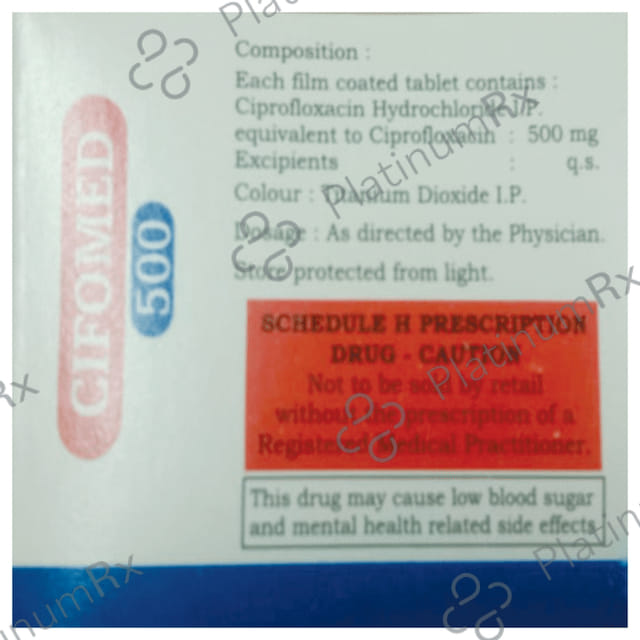 CIFOMED
500
Composition :
Each film coated tablet contains :
Ciprofloxacin Hydrochloride I.P.
equivalent to Ciprofloxacin : 500 mg
Excipients : q.s.
Colour : Titanium Dioxide I.P.
Dosage : As directed by the Physician.
Store protected from light.
SCHEDULE H PRESCRIPTION
DRUG - CAUTION
Not to be sold by retail
without the prescription of a
Registered Medical Practitioner.
This drug may cause low blood sugar
and mental health related side effects.
PlatinumRx
PlatinumRx
PlatinumRx